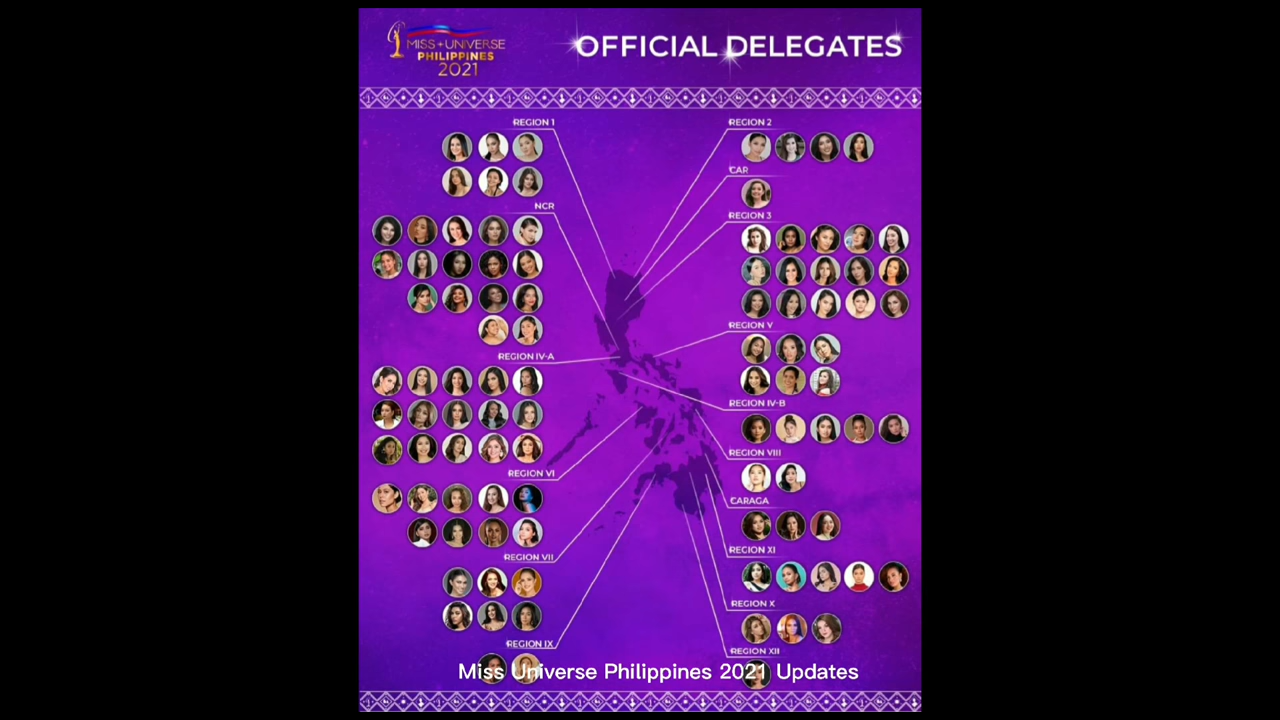 MISS UNIVERSE
PHILIPPINES
2021
OFFICIAL DELEGATES
REGION 1
REGION 2
CAR
NCR
REGION 3
REGION V
REGION IV-A
REGION IV-B
REGION VIII
REGION VI
CARAGA
REGION XI
REGION VII
REGION X
REGION IX
REGION XII
Miss Universe Philippines 2021 Updates